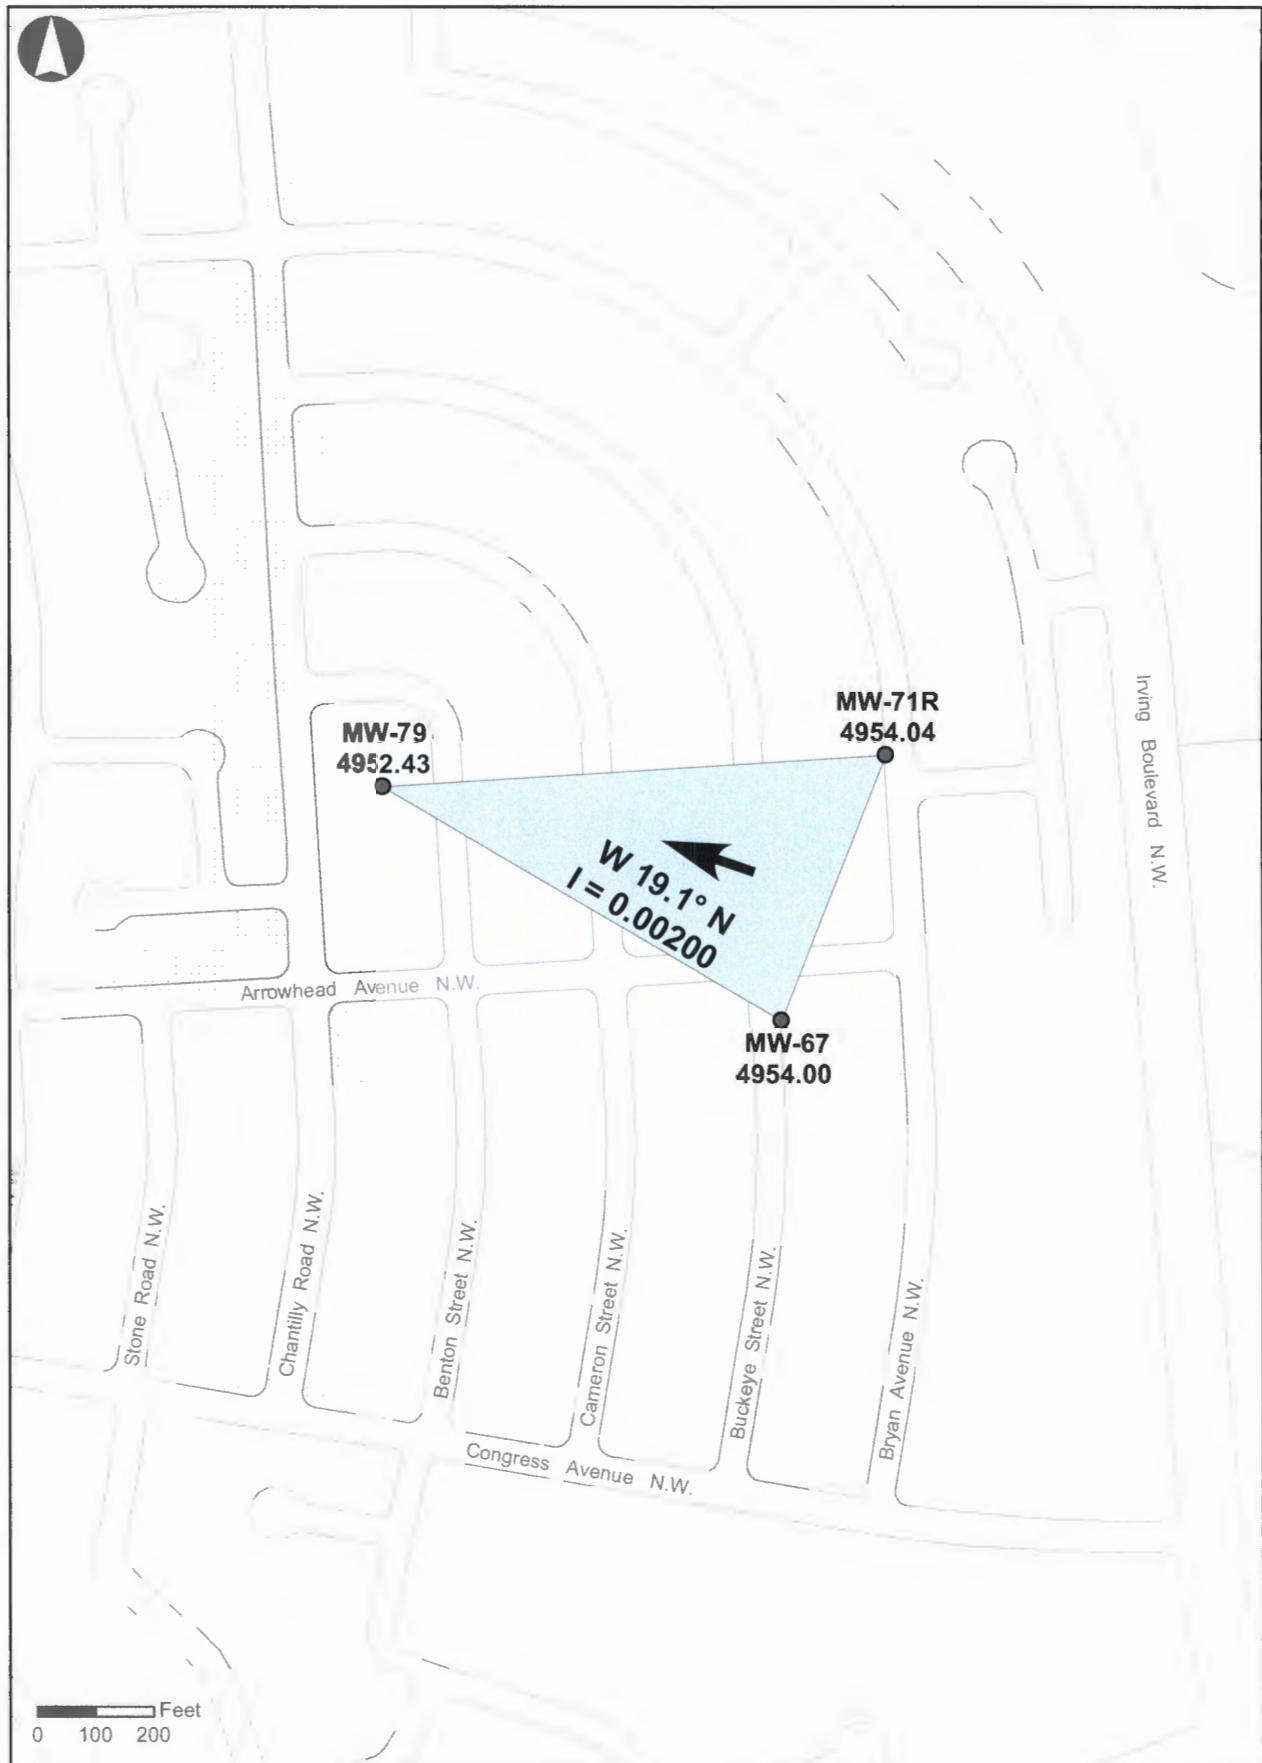 MW-71R
4954.04
MW-79
4952.43
Irving Boulevard N.W.
W 19.1° N
I = 0.00200
Arrowhead Avenue N.W.
MW-67
4954.00
Stone Road N.W.
Chantilly Road N.W.
Benton Street N.W.
Cameron Street N.W.
Buckeye Street N.W.
Bryan Avenue N.W.
Congress Avenue N.W.
Feet
0 100 200